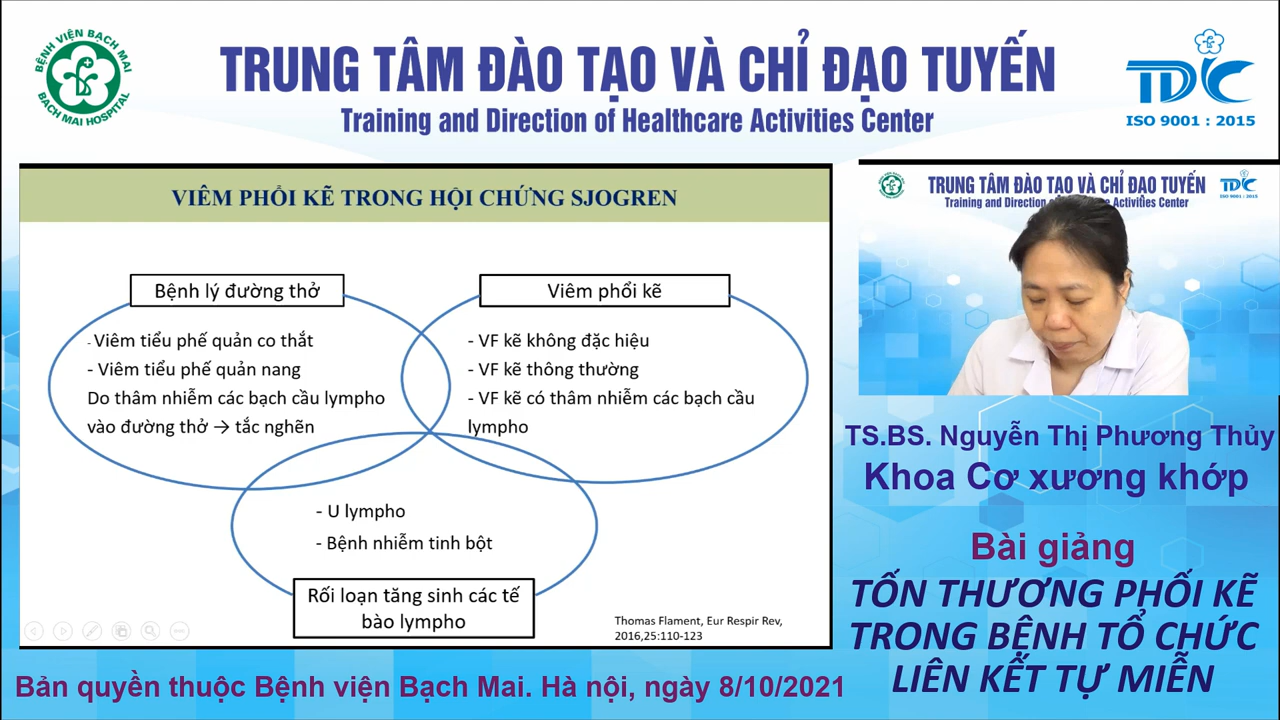 BỆNH VIỆN BẠCH MAI
BACH MAI HOSPITAL
TRUNG TÂM ĐÀO TẠO VÀ CHỈ ĐẠO TUYẾN
Training and Direction of Healthcare Activities Center
TDC
ISO 9001 : 2015
VIÊM PHỔI KẼ TRONG HỘI CHỨNG SJOGREN
Bệnh lý đường thở
- Viêm tiểu phế quản co thắt
- Viêm tiểu phế quản nang
Do thâm nhiễm các bạch cầu lympho
vào đường thở → tắc nghẽn
Viêm phổi kẽ
- VF kẽ không đặc hiệu
- VF kẽ thông thường
- VF kẽ có thâm nhiễm các bạch cầu
lympho
- U lympho
- Bệnh nhiễm tinh bột
Rối loạn tăng sinh các tế
bào lympho
Thomas Flament, Eur Respir Rev,
2016,25:110-123
TRUNG TÂM ĐÀO TẠO VÀ CHỈ ĐẠO TUYẾN
Training and Direction of Healthcare Activities Center
TDC
ISO 9001 : 2015
TS.BS. Nguyễn Thị Phương Thủy
Khoa Cơ xương khớp
Bài giảng
TỐN THƯƠNG PHỔI KẼ
TRONG BỆNH TỔ CHỨC
LIÊN KẾT TỰ MIỄN
Bản quyền thuộc Bệnh viện Bạch Mai. Hà nội, ngày 8/10/2021